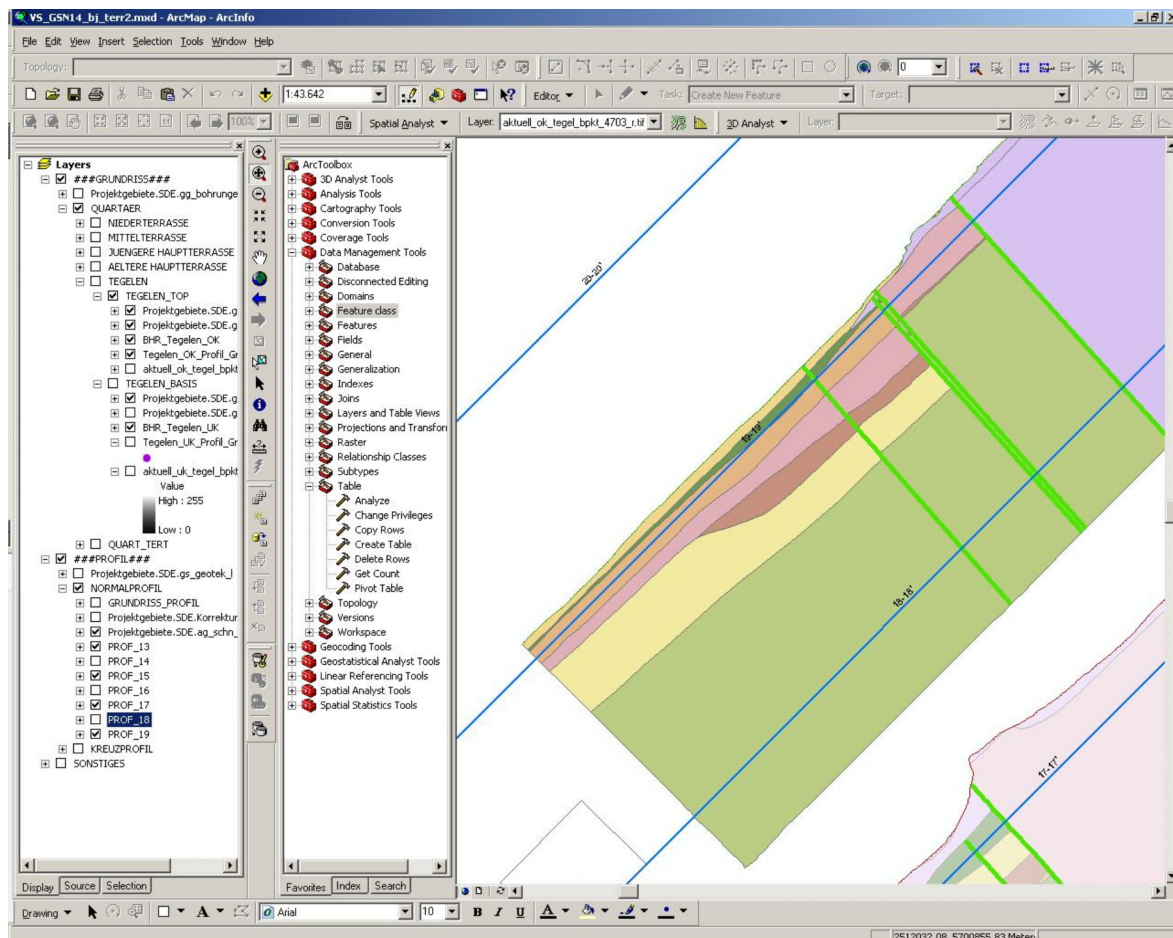 VS_GSN14_bj_terr2.mxd - ArcMap - ArcInfo
File Edit View Insert Selection Tools Window Help
Topology:
0
1:43.642
Editor
Task: Create New Feature
Target:
100%
Spatial Analyst
Layer: aktuell_ok_tegel_bpkt_4703_r.tif
3D Analyst
Layer:
Layers
###GRUNDRISS###
Projektgebiete.SDE.gg_bohrunge
QUARTAER
NIEDERTERRASSE
MITTELTERRASSE
JUENGERE HAUPTTERRASSE
AELTERE HAUPTTERRASSE
TEGELEN
TEGELEN_TOP
Projektgebiete.SDE.g
Projektgebiete.SDE.g
BHR_Tegelen_OK
Tegelen_OK_Profil_Gr
aktuell_ok_tegel_bpkt
TEGELEN_BASIS
Projektgebiete.SDE.g
Projektgebiete.SDE.g
BHR_Tegelen_UK
Tegelen_UK_Profil_Gr
aktuell_uk_tegel_bpkt
Value
High : 255
Low : 0
QUART_TERT
###PROFIL###
Projektgebiete.SDE.gs_geotek_l
NORMALPROFIL
GRUNDRISS_PROFIL
Projektgebiete.SDE.Korrektur
Projektgebiete.SDE.ag_schn_
PROF_13
PROF_14
PROF_15
PROF_16
PROF_17
PROF_18
PROF_19
KREUZPROFIL
SONSTIGES
Display Source Selection
ArcToolbox
3D Analyst Tools
Analysis Tools
Cartography Tools
Conversion Tools
Coverage Tools
Data Management Tools
Database
Disconnected Editing
Domains
Feature class
Features
Fields
General
Generalization
Indexes
Joins
Layers and Table Views
Projections and Transforr
Raster
Relationship Classes
Subtypes
Table
Analyze
Change Privileges
Copy Rows
Create Table
Delete Rows
Get Count
Pivot Table
Topology
Versions
Workspace
Geocoding Tools
Geostatistical Analyst Tools
Linear Referencing Tools
Spatial Analyst Tools
Spatial Statistics Tools
Favorites Index Search
20-20'
19-19'
18-18'
17-17'
Drawing
A
Arial
10
B I U A
2512032,08 5700855,83 Meter